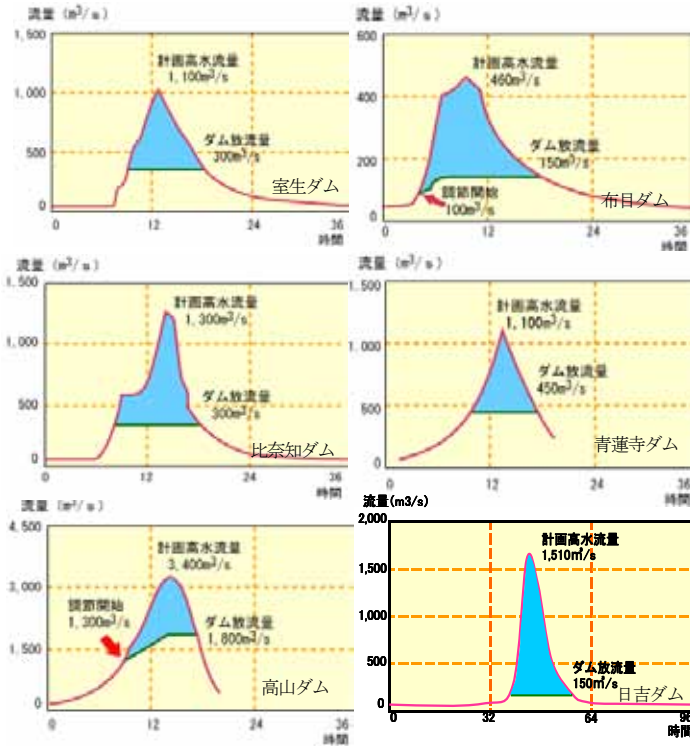 流量 (m³/s)
1,500
1,000
500
0
計画高水流量
1,100m³/s
ダム放流量
300m³/s
室生ダム
0 12 24 36
時間
流量 (m³/s)
600
400
200
0
計画高水流量
460m³/s
ダム放流量
150m³/s
調節開始
100m³/s
布目ダム
0 12 24 36
時間
流量 (m³/s)
1,500
1,000
500
0
計画高水流量
1,300m³/s
ダム放流量
300m³/s
比奈知ダム
0 12 24 36
時間
流量 (m³/s)
1,500
1,000
500
0
計画高水流量
1,100m³/s
ダム放流量
450m³/s
青蓮寺ダム
0 12 24 36
時間
流量 (m³/s)
4,500
3,000
1,500
0
計画高水流量
3,400m³/s
調節開始
1,300m³/s
ダム放流量
1,800m³/s
高山ダム
0 12 24 36
時間
流量(m3/s)
2,000
1,500
1,000
500
0
計画高水流量
1,510㎥/s
ダム放流量
150㎥/s
日吉ダム
0 32 64 96
時間